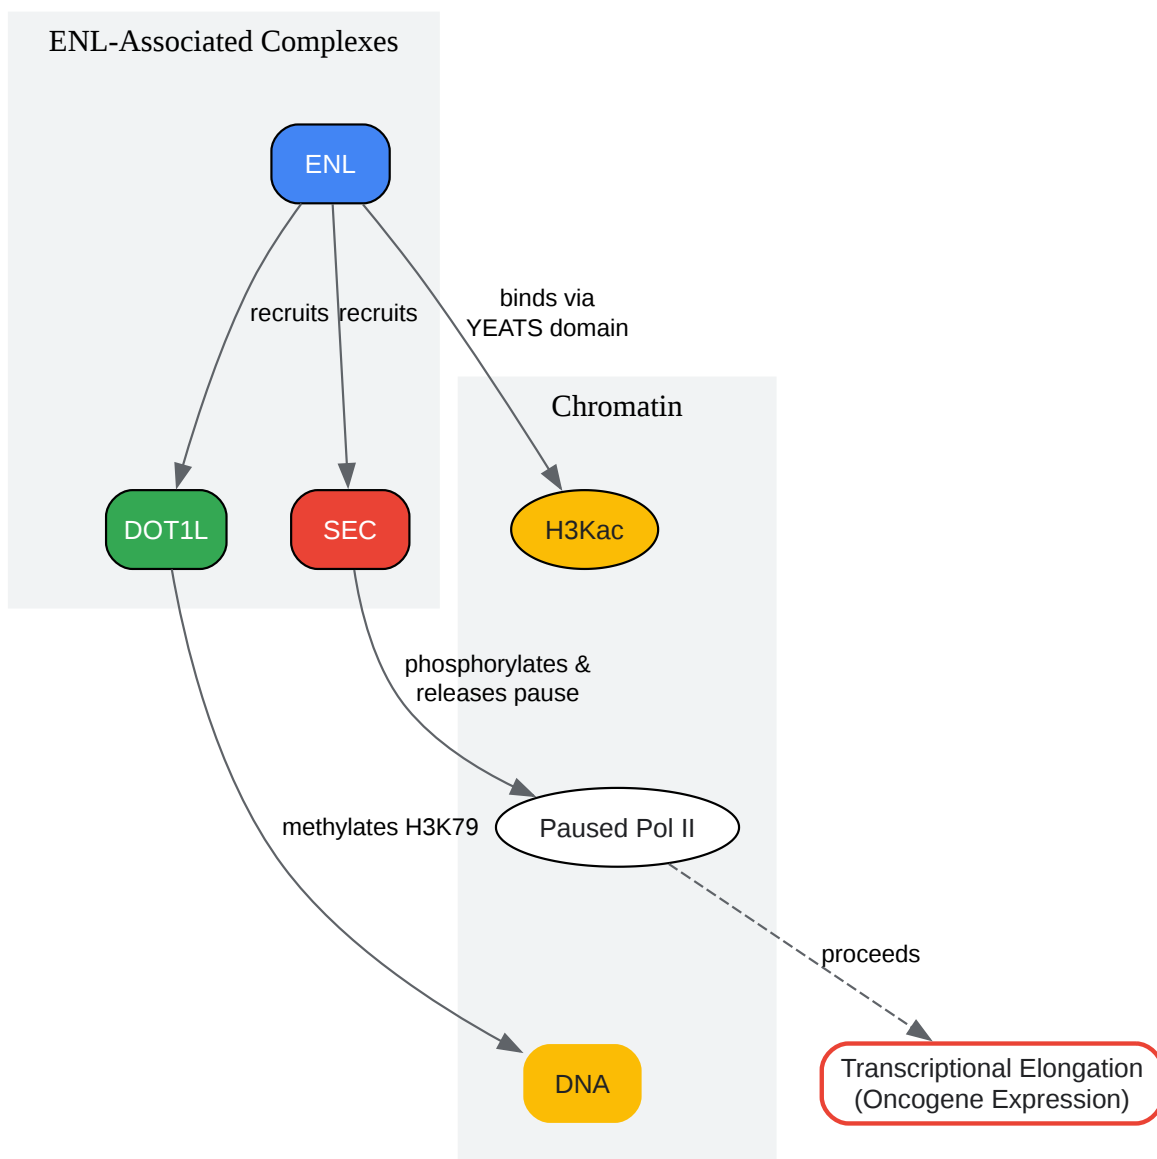 ENL-Associated Complexes
ENL
recruits
recruits
binds via
YEATS domain
Chromatin
DOT1L
SEC
H3Kac
phosphorylates &
releases pause
methylates H3K79
Paused Pol II
proceeds
DNA
Transcriptional Elongation
(Oncogene Expression)